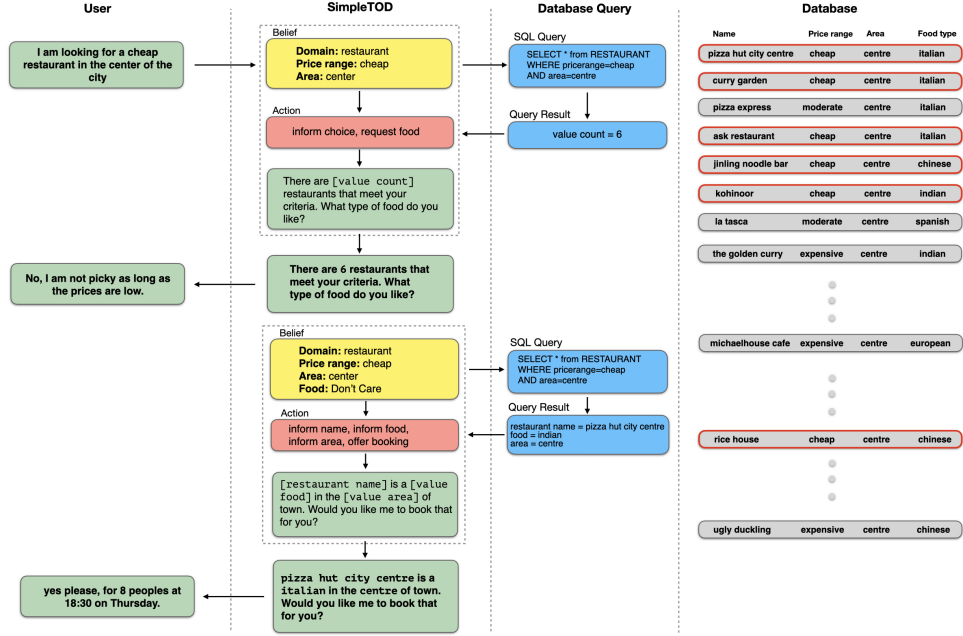 User
SimpleTOD
Database Query
Database
I am looking for a cheap
restaurant in the center of the
city
Belief
Domain: restaurant
Price range: cheap
Area: center
SQL Query
SELECT * from RESTAURANT
WHERE pricerange=cheap
AND area=centre
Action
inform choice, request food
Query Result
value count = 6
There are [value count]
restaurants that meet your
criteria. What type of food do you
like?
There are 6 restaurants that
meet your criteria. What
type of food do you like?
No, I am not picky as long as
the prices are low.
Belief
Domain: restaurant
Price range: cheap
Area: center
Food: Don't Care
SQL Query
SELECT * from RESTAURANT
WHERE pricerange=cheap
AND area=centre
Action
inform name, inform food,
inform area, offer booking
Query Result
restaurant name = pizza hut city centre
food = indian
area = centre
[restaurant name] is a [value
food] in the [value area] of
town. Would you like me to book that
for you?
pizza hut city centre is a
italian in the centre of town.
Would you like me to book that
for you?
yes please, for 8 peoples at
18:30 on Thursday.
Name Price range Area Food type
pizza hut city centre cheap centre italian
curry garden cheap centre italian
pizza express moderate centre italian
ask restaurant cheap centre italian
jinling noodle bar cheap centre chinese
kohinoor cheap centre indian
la tasca moderate centre spanish
the golden curry expensive centre indian
michaelhouse cafe expensive centre european
rice house cheap centre chinese
ugly duckling expensive centre chinese